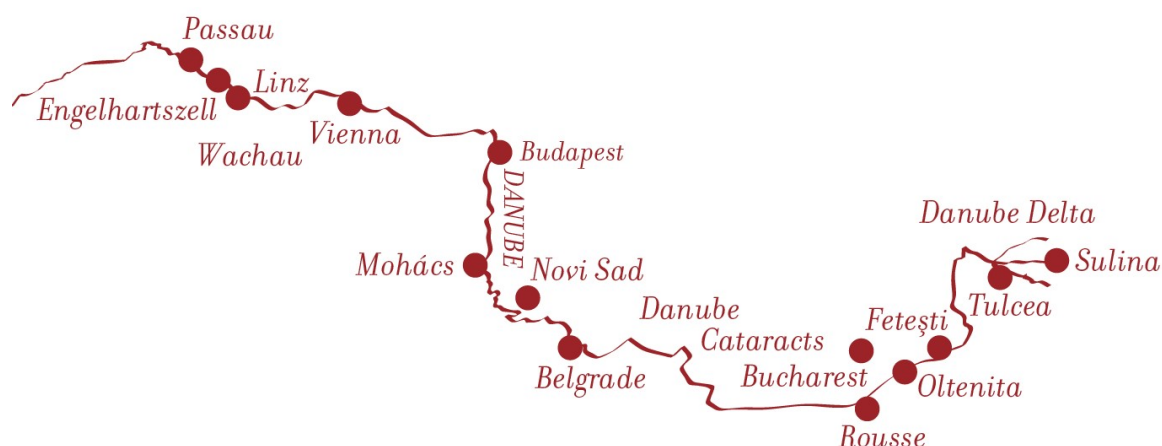 Passau
Linz
Engelhartszell
Vienna
Wachau
Budapest
DANUBE
Danube Delta
Mohács
Novi Sad
Sulina
Tulcea
Danube
Feteşti
Cataracts
Bucharest
Belgrade
Oltenita
Rousse